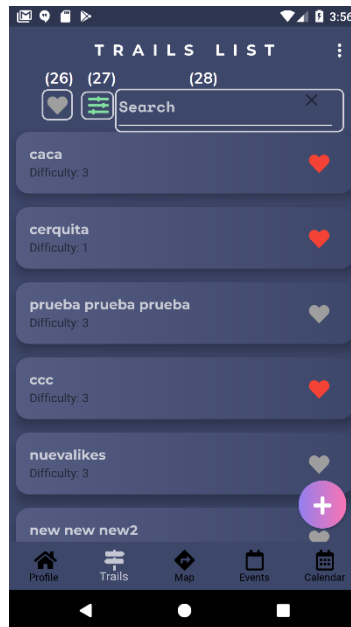 3:56
TRAILS LIST
(26) (27) (28)
Search
caca
Difficulty: 3
cerquita
Difficulty: 1
prueba prueba prueba
Difficulty: 3
ccc
Difficulty: 3
nuevalikes
Difficulty: 3
new new new2
Profile Trails Map Events Calendar